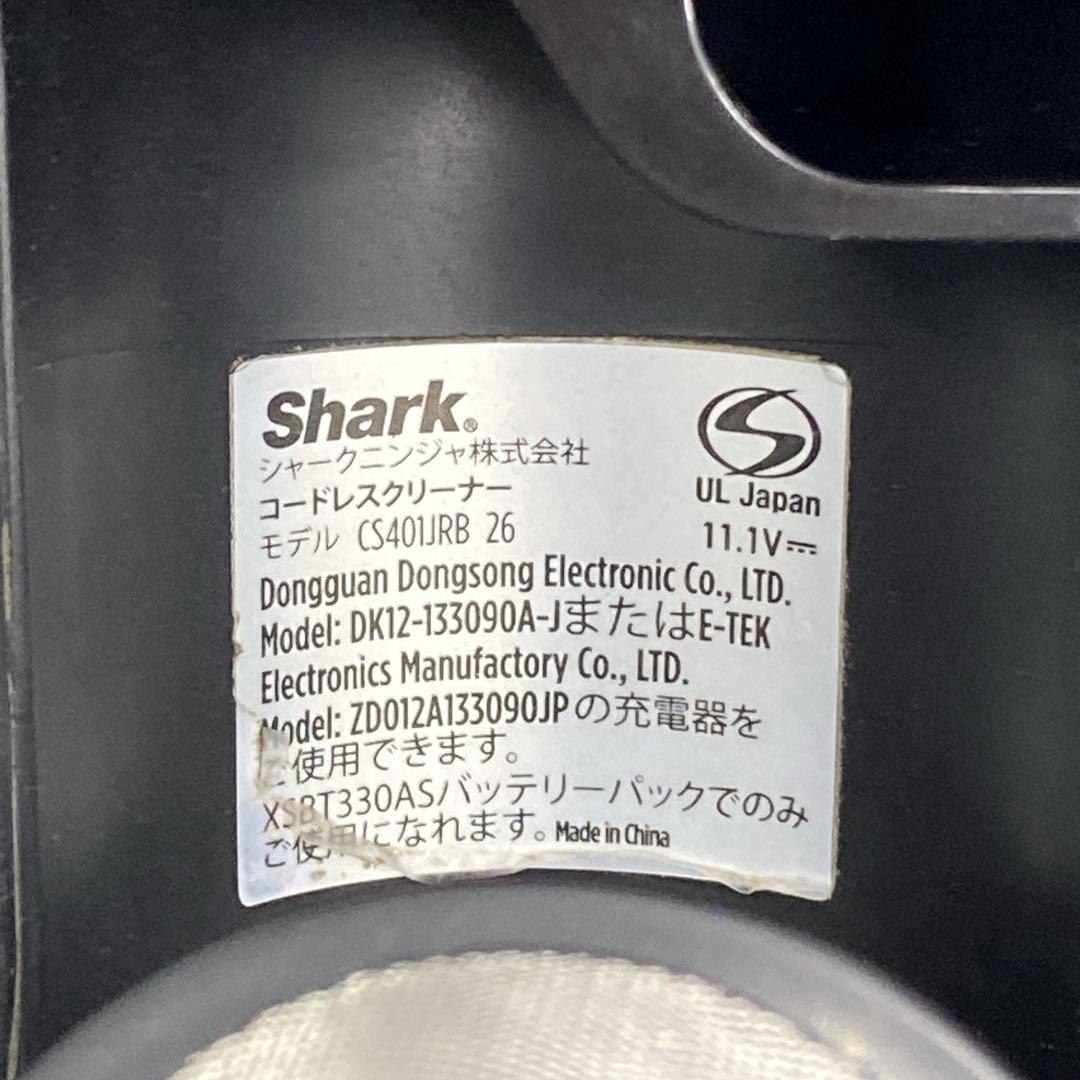 Shark®
シャークニンジャ株式会社
コードレスクリーナー
モデル CS401JRB 26
UL Japan
11.1V⎓
Dongguan Dongsong Electronic Co., LTD.
Model: DK12-133090A-JまたはE-TEK
Electronics Manufactory Co., LTD.
Model: ZD012A133090JPの充電器を
ご使用できます。
XSBT330ASバッテリーパックでのみ
ご使用になれます。Made in China